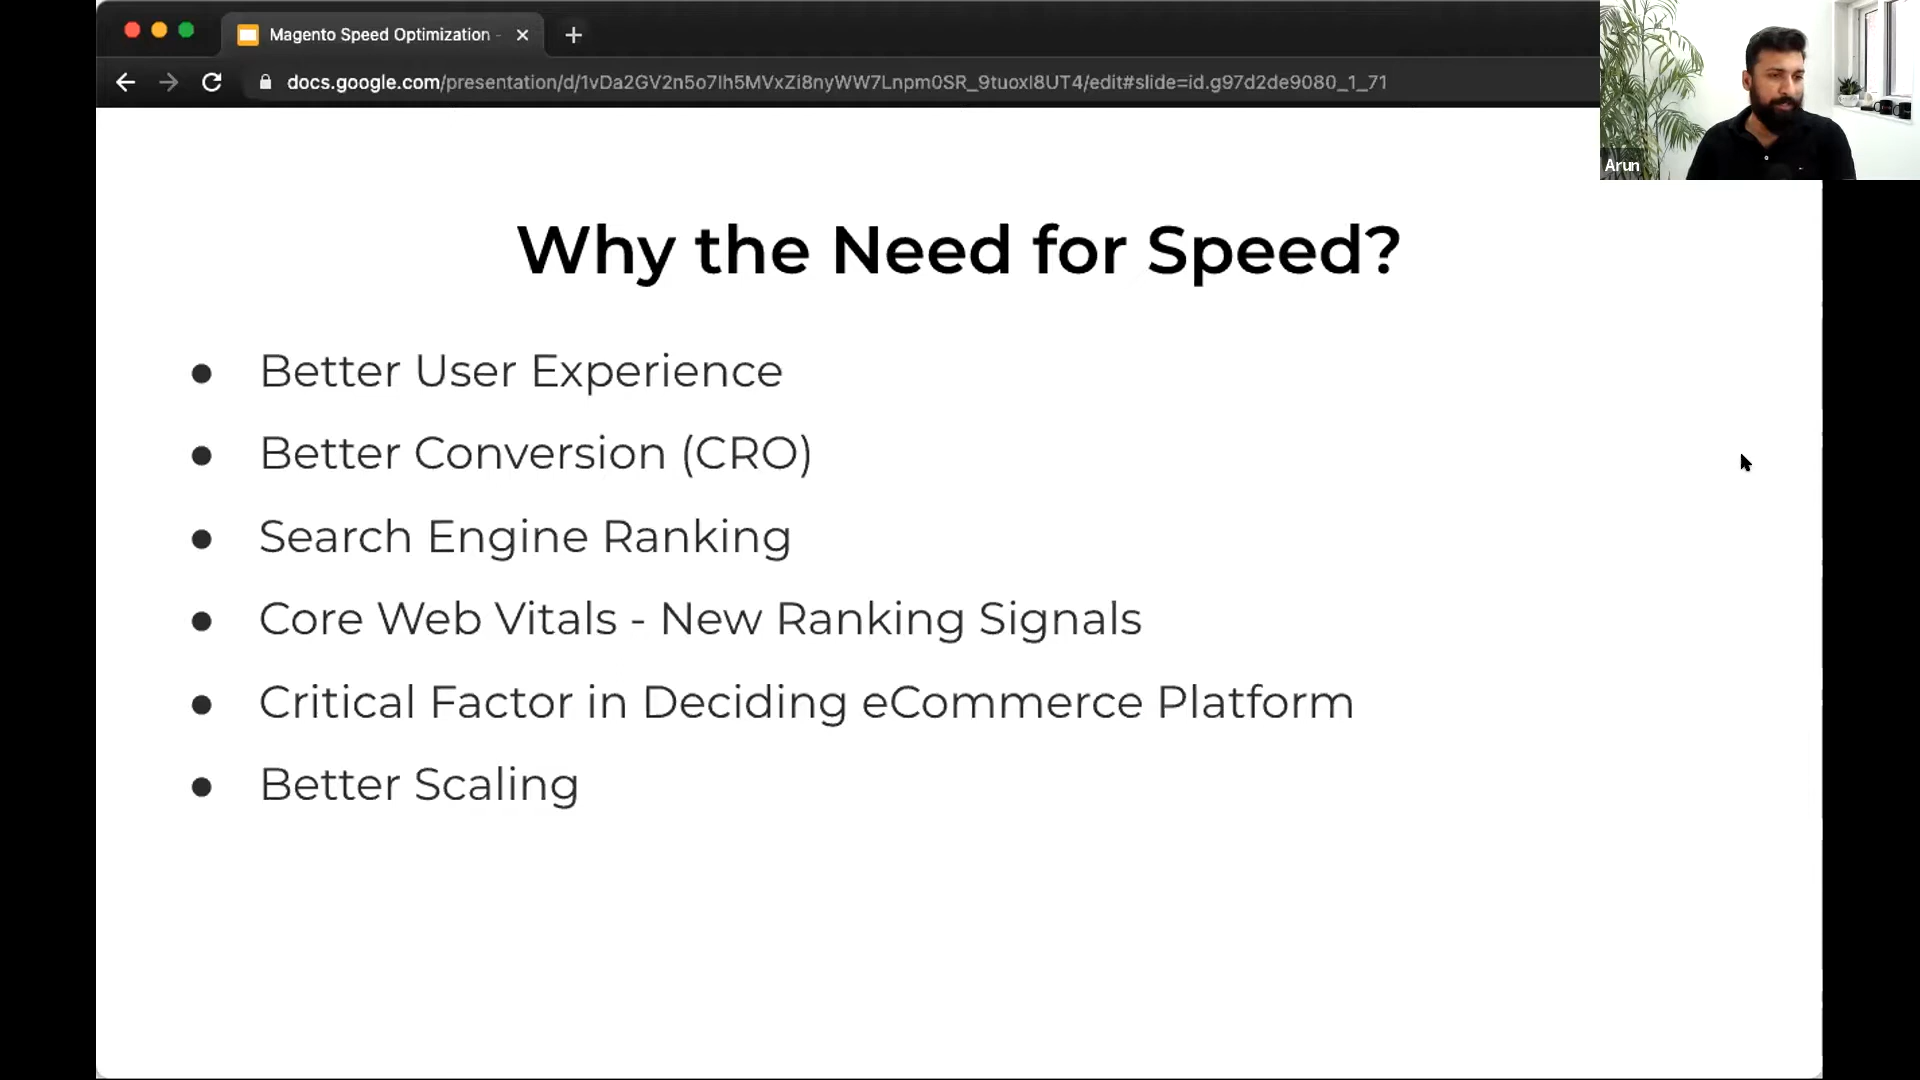 Magento Speed Optimization -
docs.google.com/presentation/d/1vDa2GV2n5o7lh5MVxZi8nyWW7Lnpm0SR_9tuoxl8UT4/edit#slide=id.g97d2de9080_1_71
Arun
Why the Need for Speed?
● Better User Experience
● Better Conversion (CRO)
● Search Engine Ranking
● Core Web Vitals - New Ranking Signals
● Critical Factor in Deciding eCommerce Platform
● Better Scaling